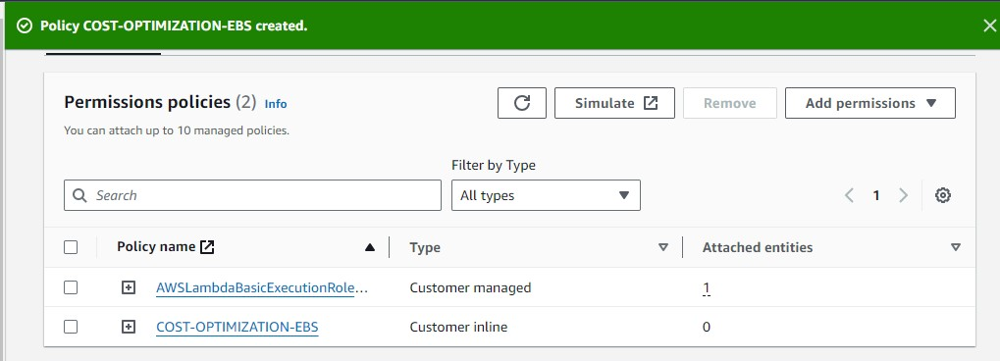 Policy COST-OPTIMIZATION-EBS created.
Permissions policies (2) Info
Simulate
Remove
Add permissions
You can attach up to 10 managed policies.
Filter by Type
Search
All types
1
Policy name
Type
Attached entities
AWSLambdaBasicExecutionRole... Customer managed 1
COST-OPTIMIZATION-EBS Customer inline 0